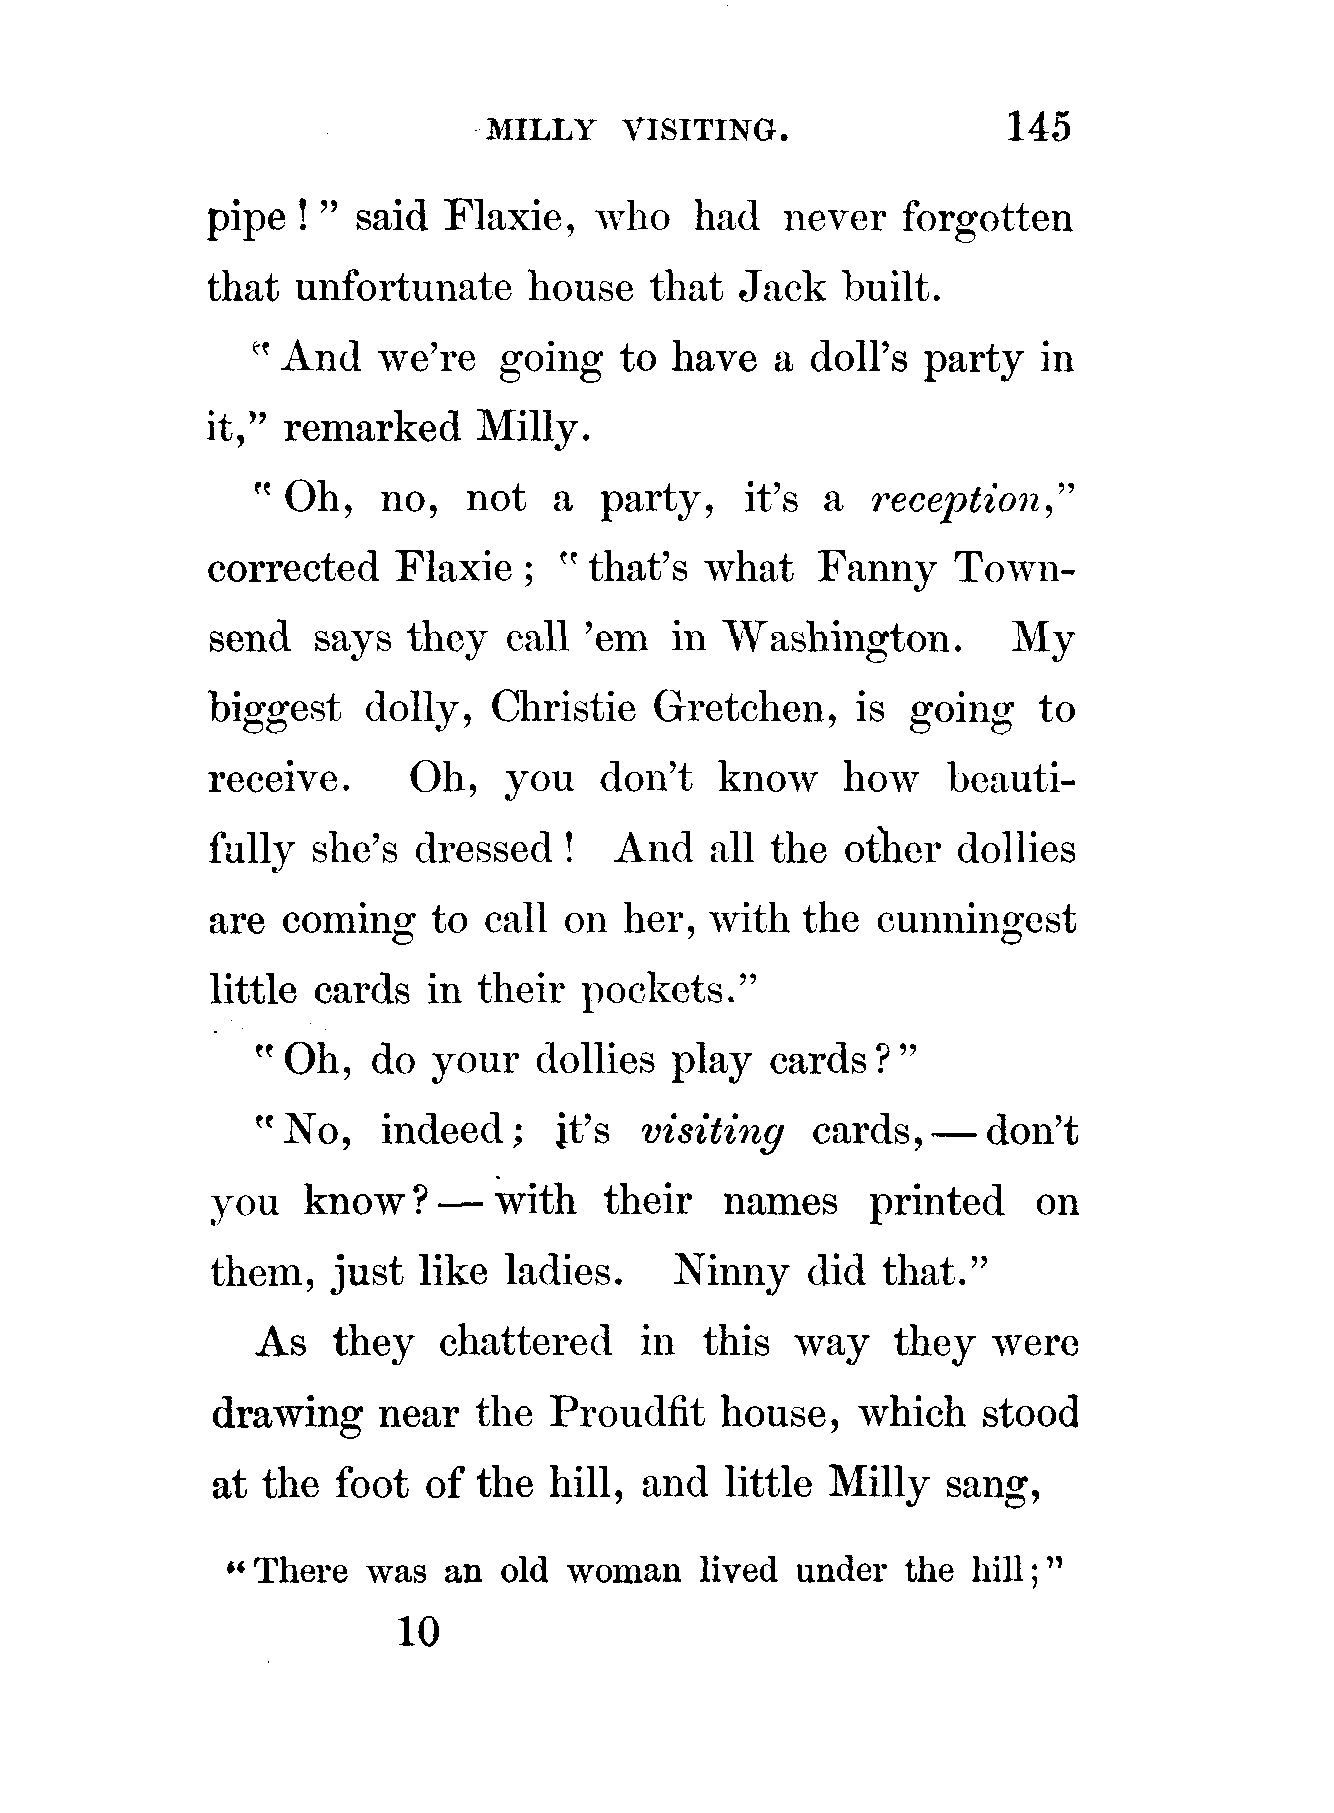 MILLY VISITING. 145
pipe!" said Flaxie, who had never forgotten
that unfortunate house that Jack built.
"And we're going to have a doll's party in
it," remarked Milly.
"Oh, no, not a party, it's a reception,"
corrected Flaxie; "that's what Fanny Town-
send says they call 'em in Washington. My
biggest dolly, Christie Gretchen, is going to
receive. Oh, you don't know how beauti-
fully she's dressed! And all the other dollies
are coming to call on her, with the cunningest
little cards in their pockets."
"Oh, do your dollies play cards?"
"No, indeed; it's visiting cards,—don't
you know?—with their names printed on
them, just like ladies. Ninny did that."
As they chattered in this way they were
drawing near the Proudfit house, which stood
at the foot of the hill, and little Milly sang,
"There was an old woman lived under the hill;"
10